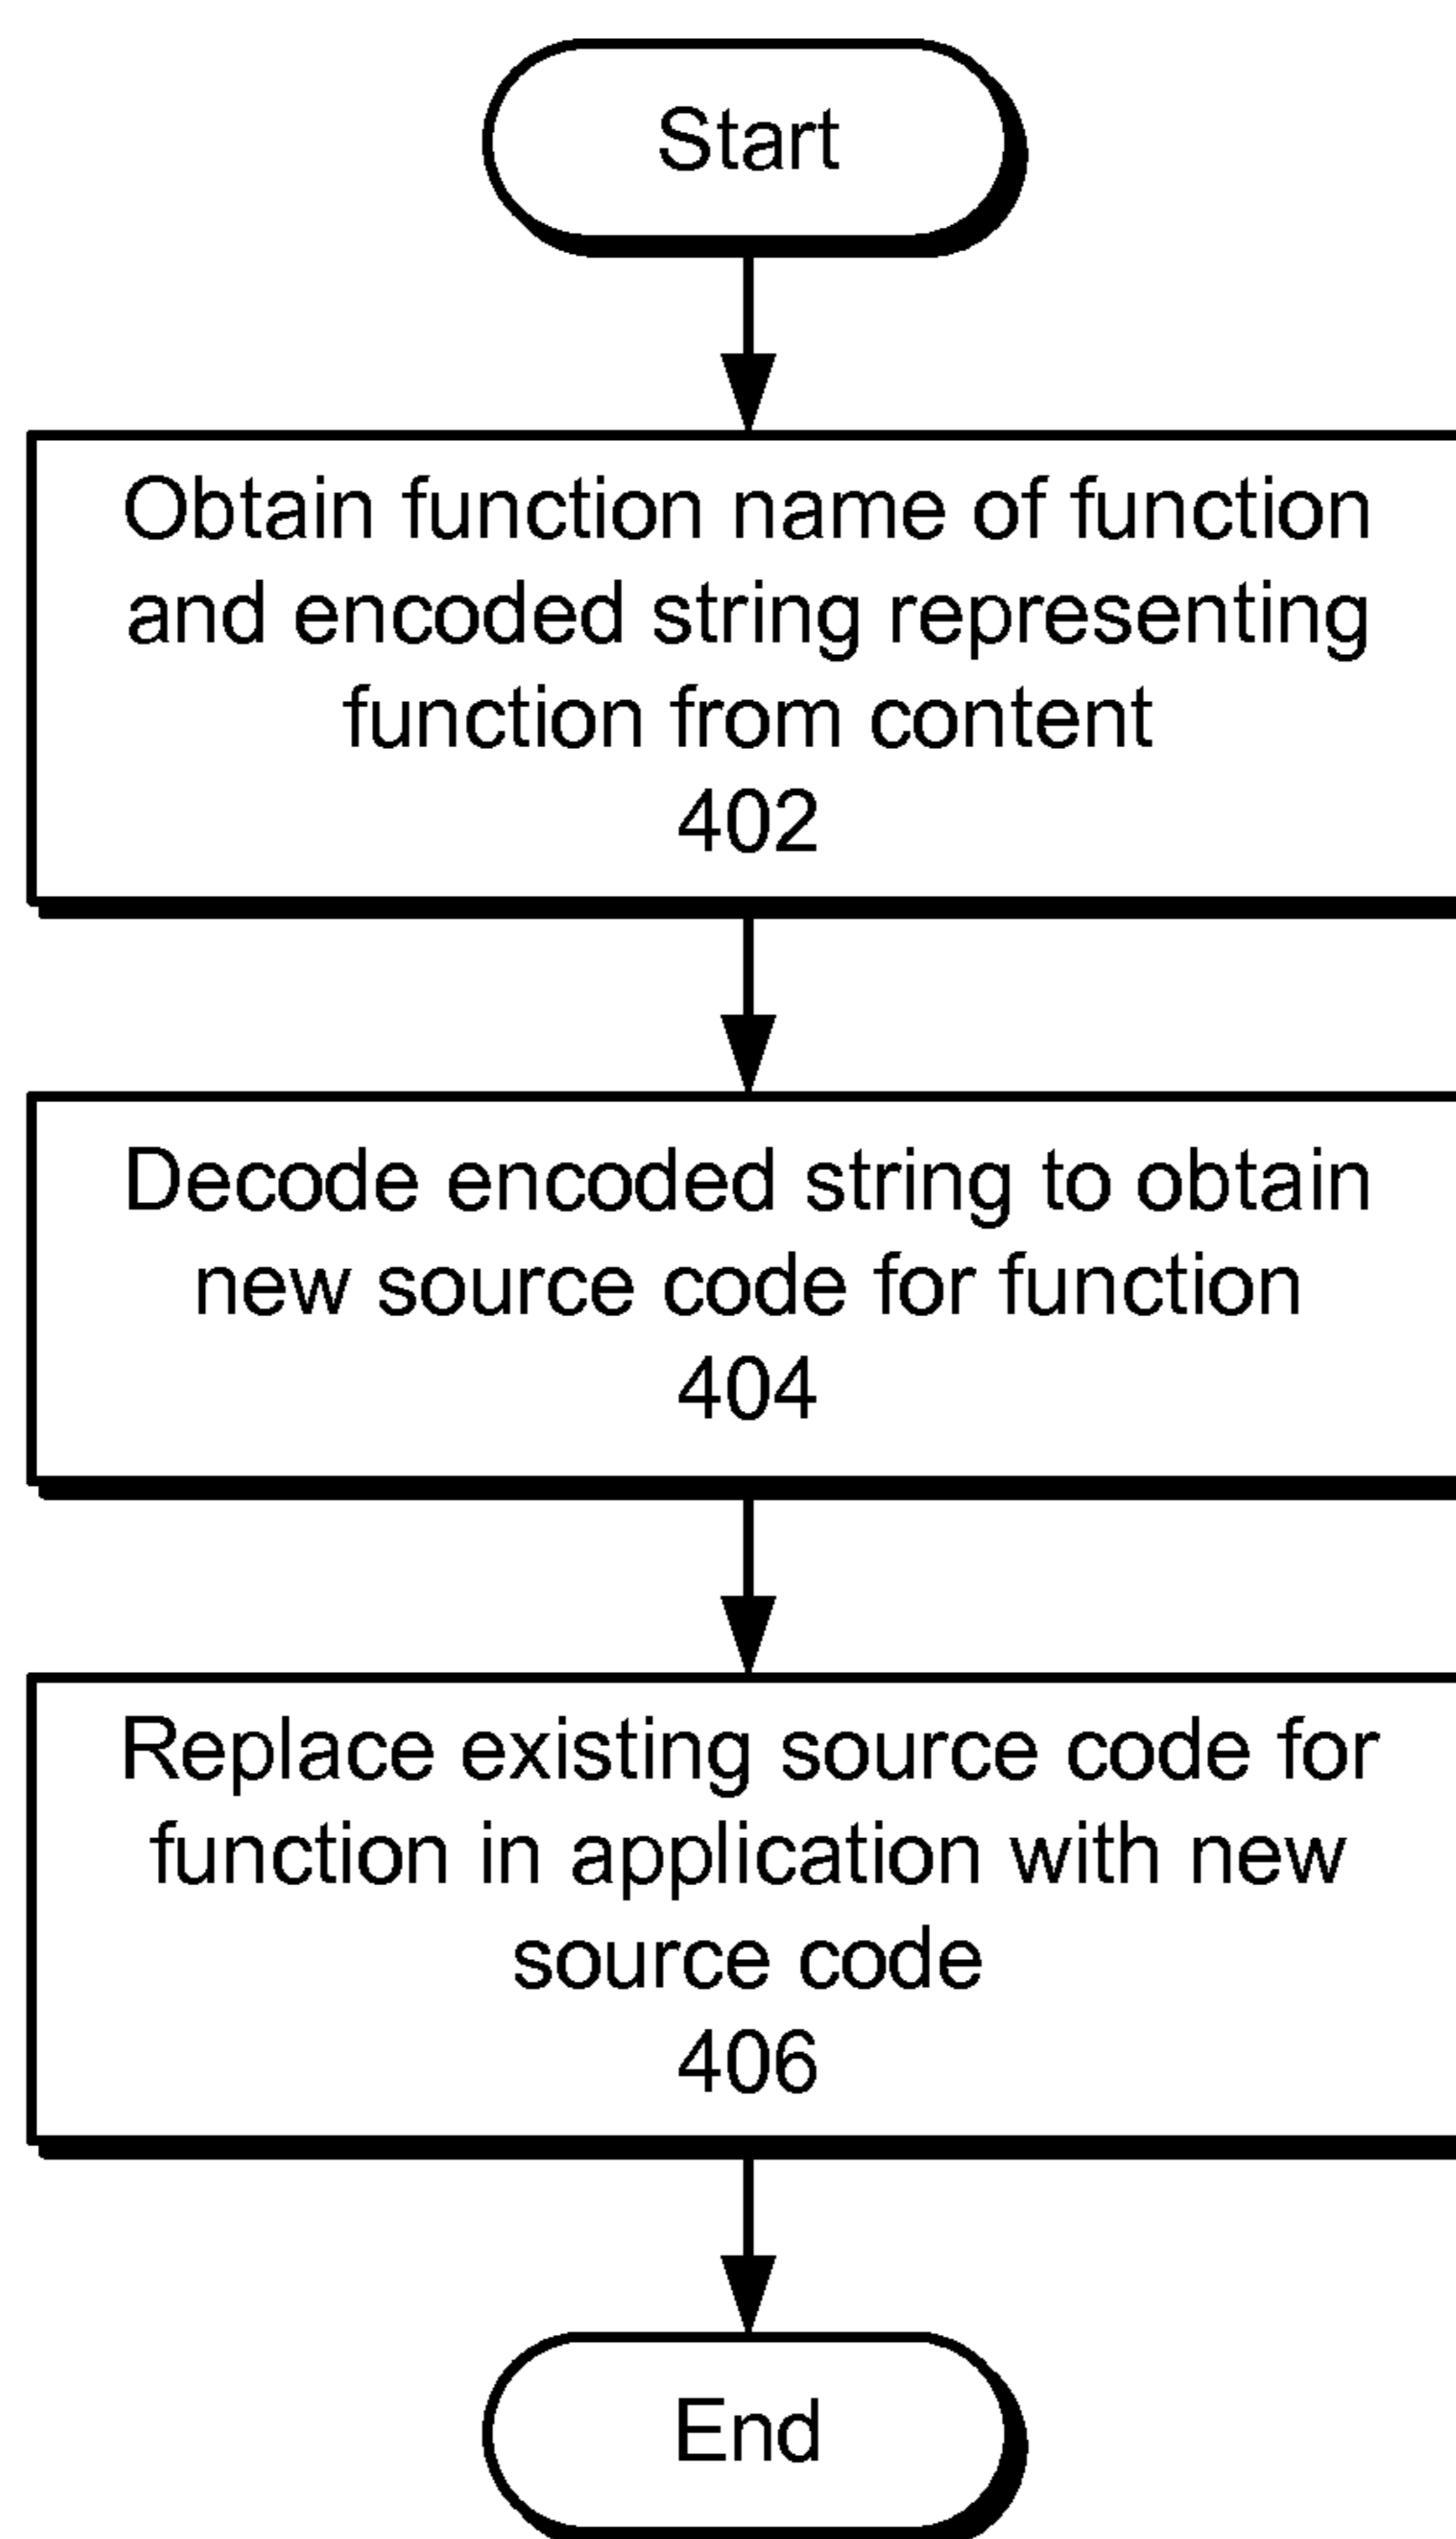 Start
Obtain function name of function
and encoded string representing
function from content
402
Decode encoded string to obtain
new source code for function
404
Replace existing source code for
function in application with new
source code
406
End